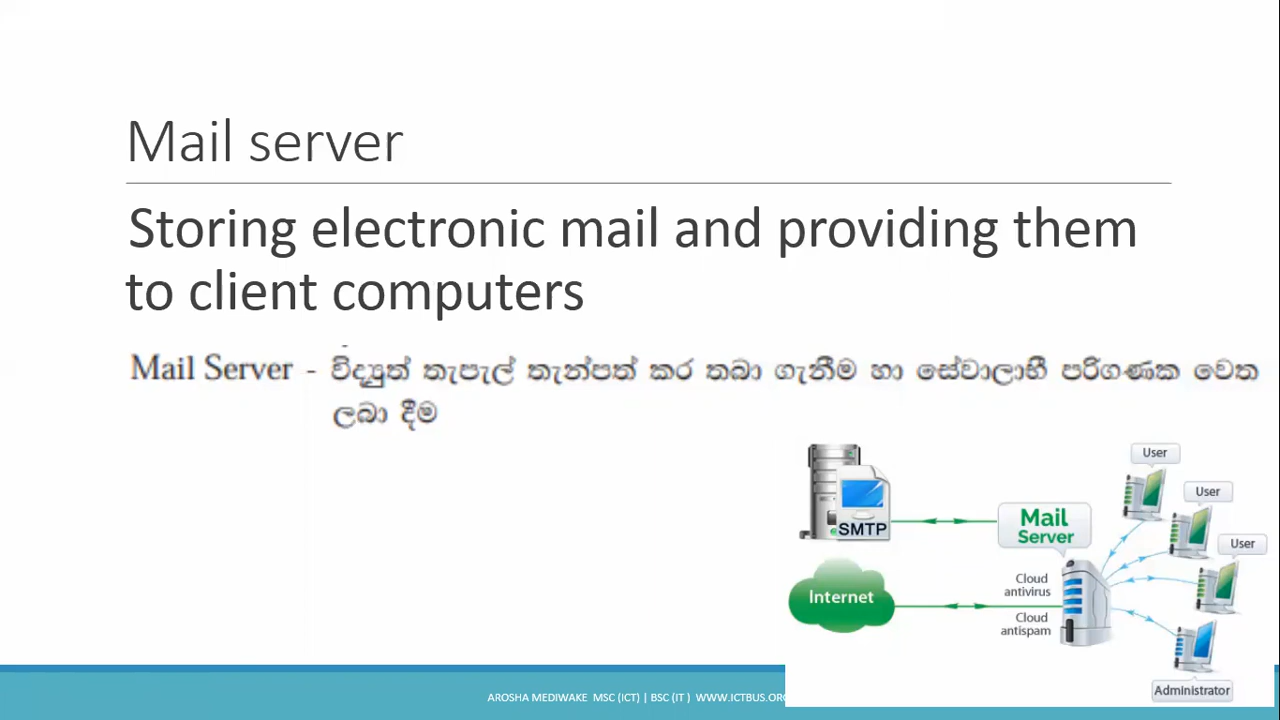 Mail server
Storing electronic mail and providing them
to client computers
Mail Server - විද්‍යුත් තැපැල් තැන්පත් කර තබා ගැනීම හා සේවාලාභී පරිගණක වෙත
ලබා දීම
User
User
User
SMTP
Mail
Server
Internet
Cloud
antivirus
Cloud
antispam
Administrator
AROSHA MEDIWAKE MSC (ICT) | BSC (IT ) WWW.ICTBUS.ORG